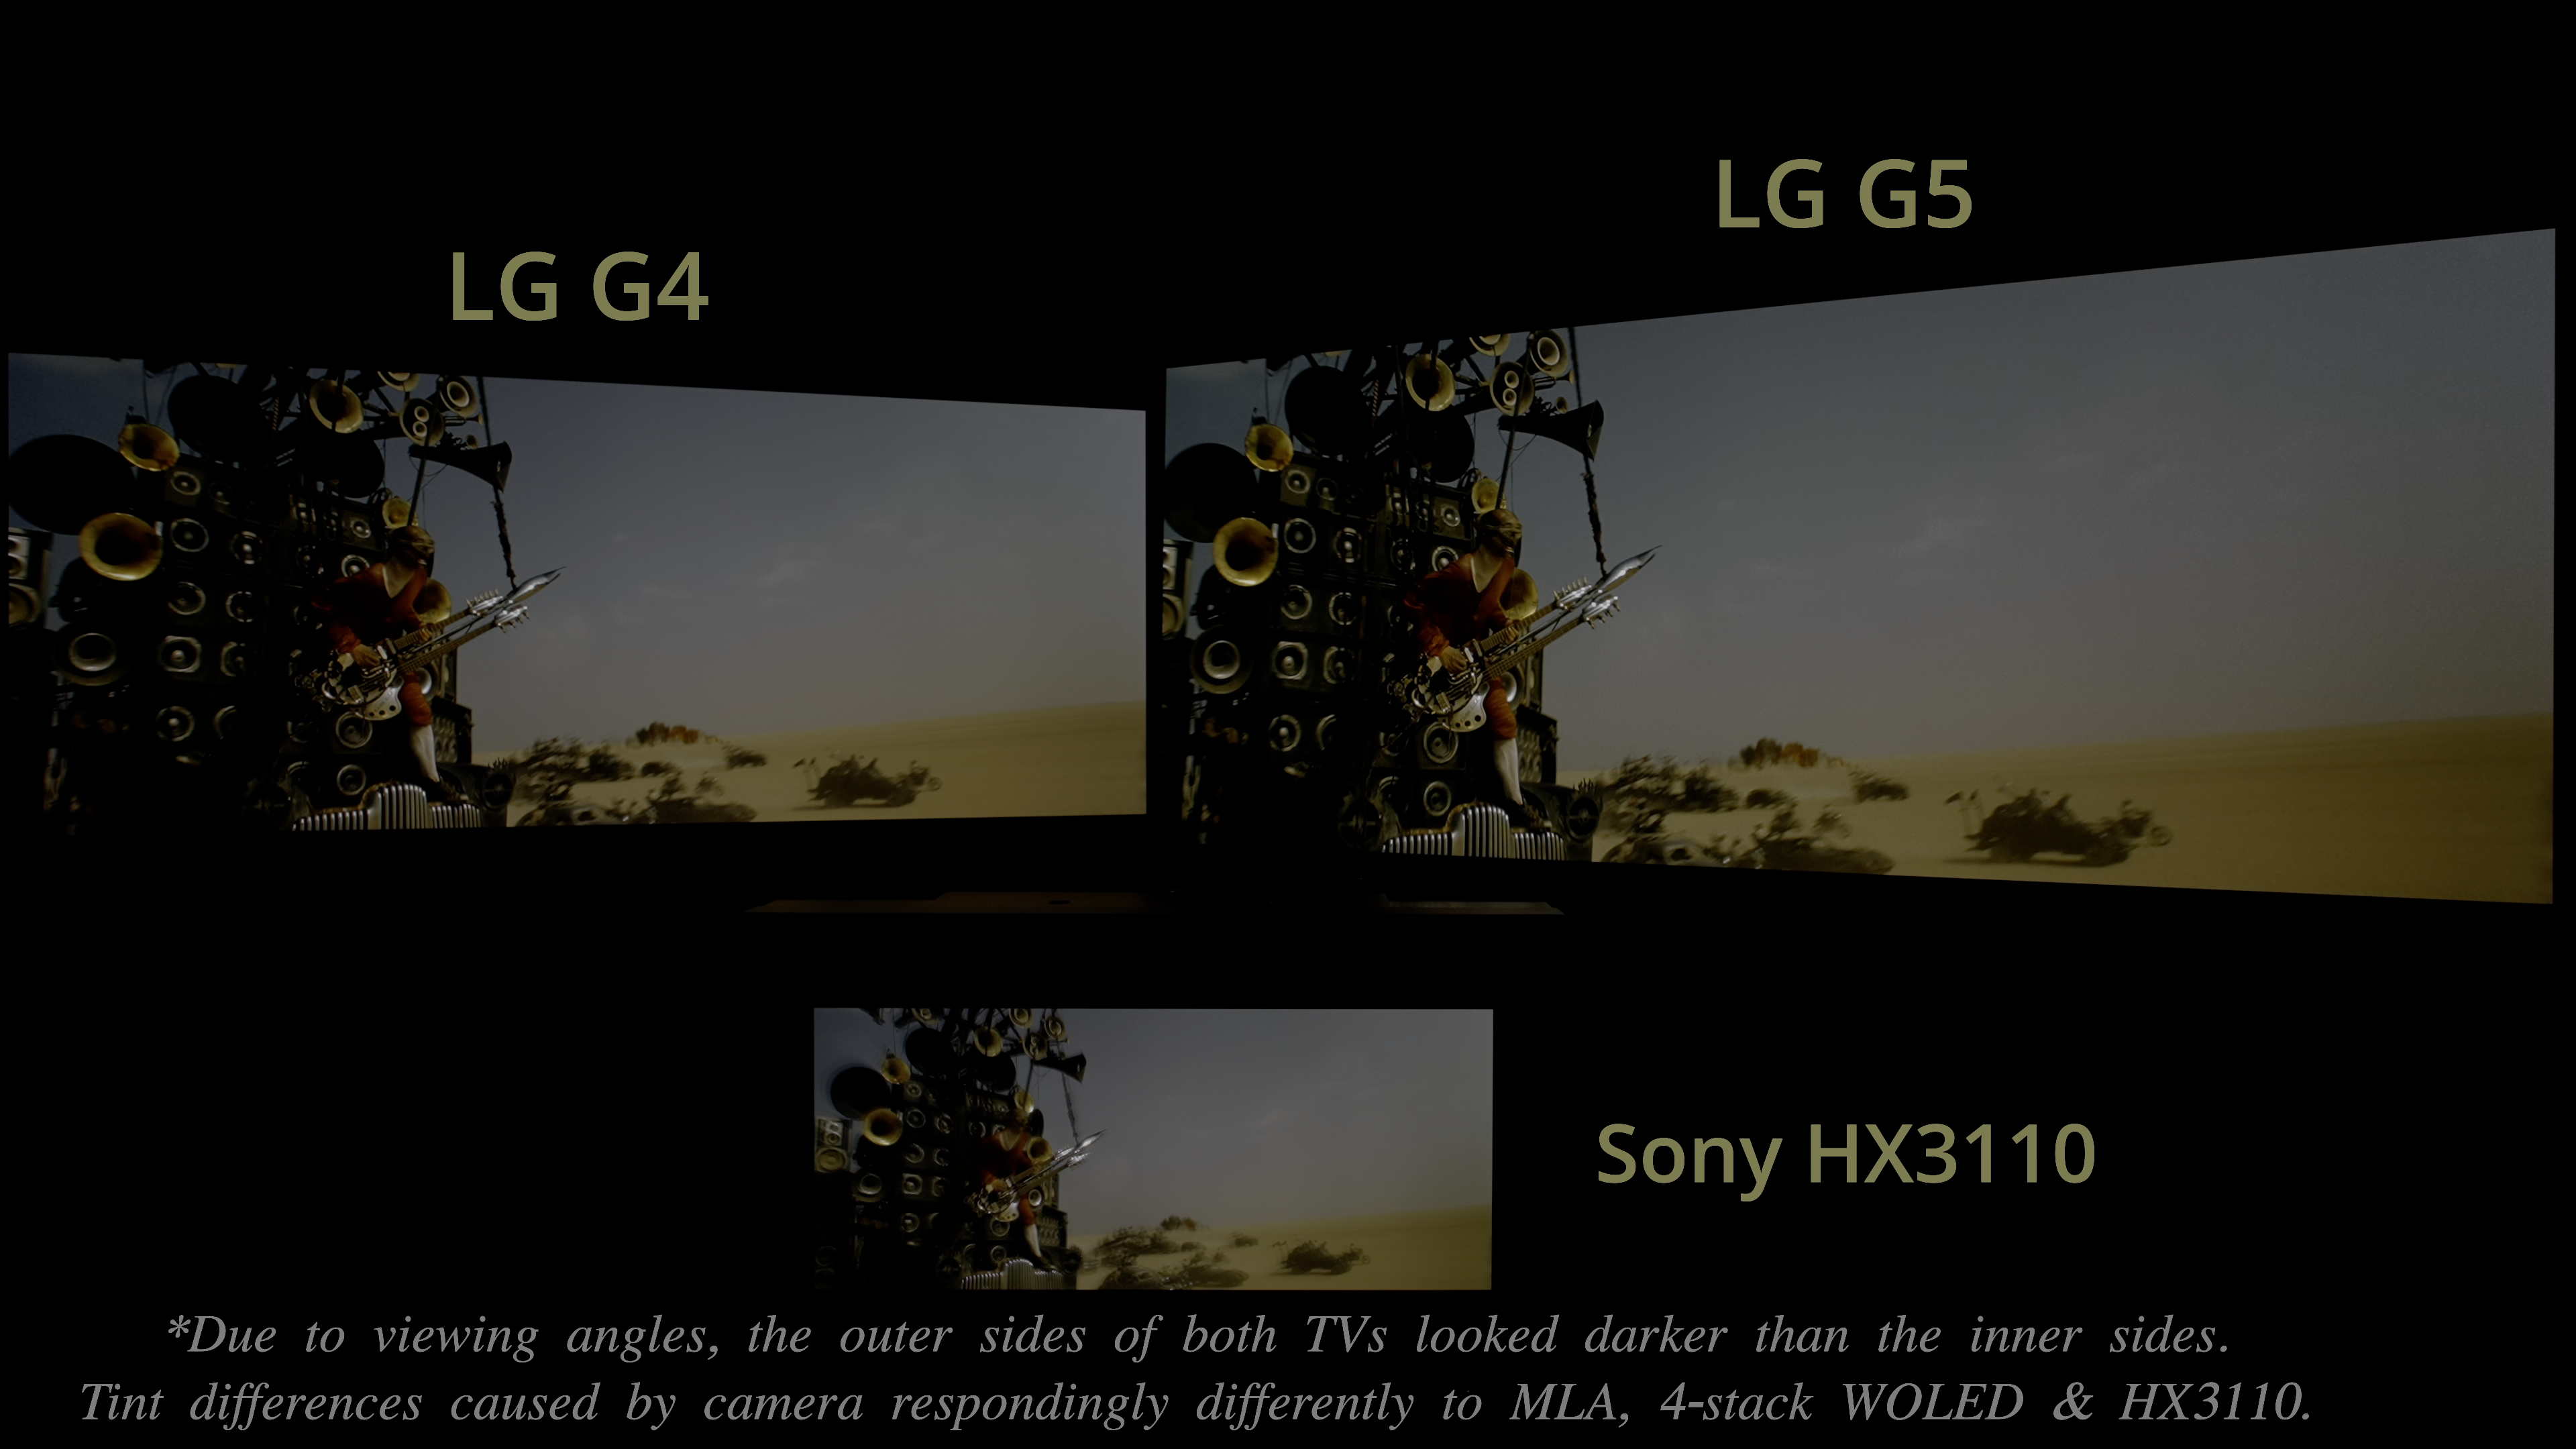 LG G5
LG G4
Sony HX3110
*Due to viewing angles, the outer sides of both TVs looked darker than the inner sides.
Tint differences caused by camera respondingly differently to MLA, 4-stack WOLED & HX3110.